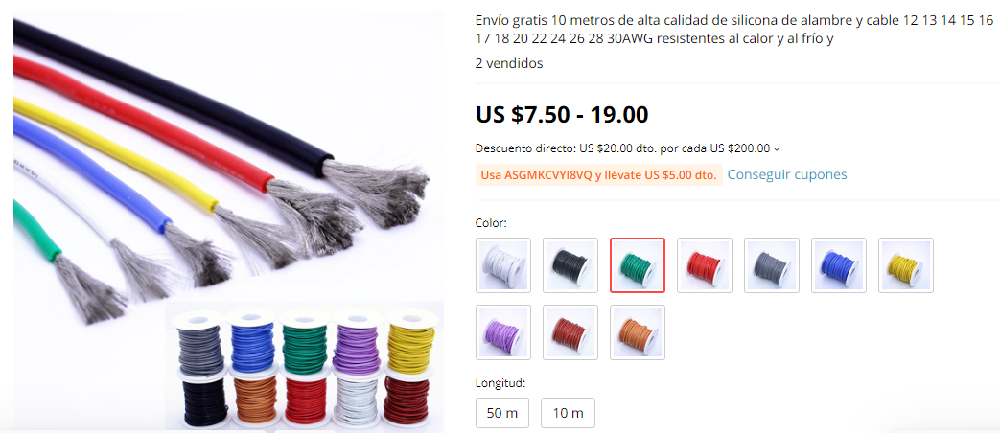 Envío gratis 10 metros de alta calidad de silicona de alambre y cable 12 13 14 15 16
17 18 20 22 24 26 28 30AWG resistentes al calor y al frío y
2 vendidos
US $7.50 - 19.00
Descuento directo: US $20.00 dto. por cada US $200.00
Usa ASGMKCVYI8VQ y llévate US $5.00 dto. Conseguir cupones
Color:
Longitud:
50 m 10 m